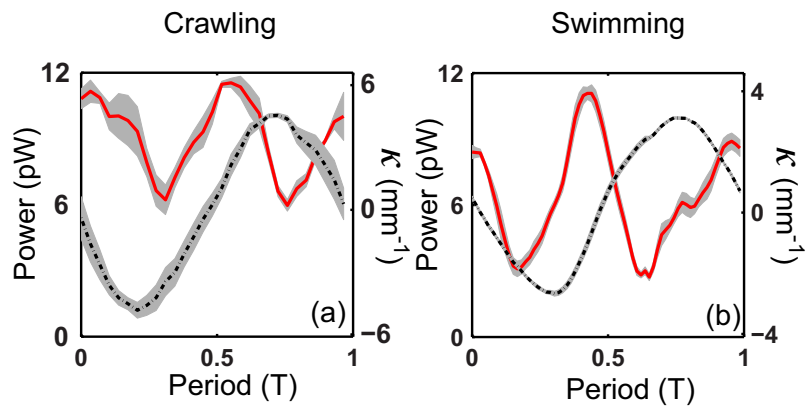 Crawling
Swimming
12
6
0
Power (pW)
6
0
−6
κ (mm⁻¹)
0
0.5
1
Period (T)
(a)
12
6
0
Power (pW)
4
0
−4
κ (mm⁻¹)
0
0.5
1
Period (T)
(b)